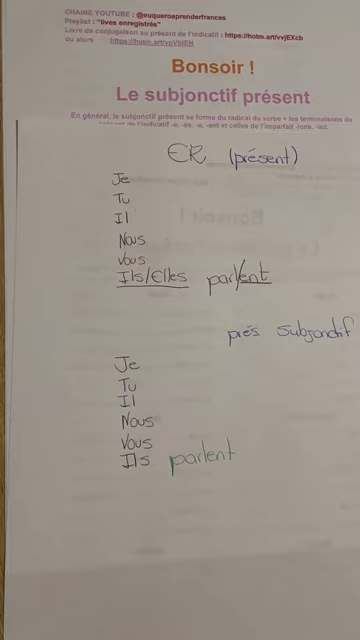 CHAINE YOUTUBE : @euqueroaprenderfrances
Playlist : "lives enregistrés"
Livre de conjugaison au présent de l'indicatif : https://hotm.art/vvjEXcb
ou alors https://hotm.art/vpVbIEN
Bonsoir !
Le subjonctif présent
En général, le subjonctif présent se forme du radical du verbe + les terminaisons du
présent de l'indicatif -e, -es, -e, -ent et celles de l'imparfait -ions, -iez.
ER (présent)
Je
Tu
Il
Nous
Vous
Ils/Elles parl/ent
prés Subjonctif
Je
Tu
Il
Nous
Vous
Ils parlent